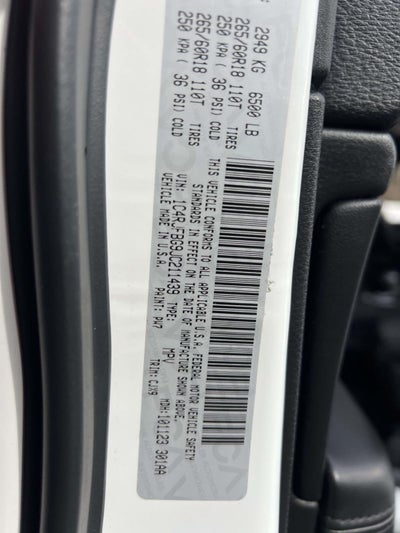 : 2949 KG 6500 LB
265/60R18 110T TIRES
250 KPA ( 36 PSI) COLD
265/60R18 110T TIRES
250 KPA ( 36 PSI) COLD
THIS VEHICLE CONFORMS TO ALL APPLICABLE U.S.A. FEDERAL MOTOR VEHICLE SAFETY
STANDARDS IN EFFECT ON THE DATE OF MANUFACTURE SHOWN ABOVE.
VIN: 1C4RJFBG9JC211439 TYPE: MPV
VEHICLE MADE IN U.S.A. PAINT: PW7 TRIM: CJX9 MDH:101123 301AA